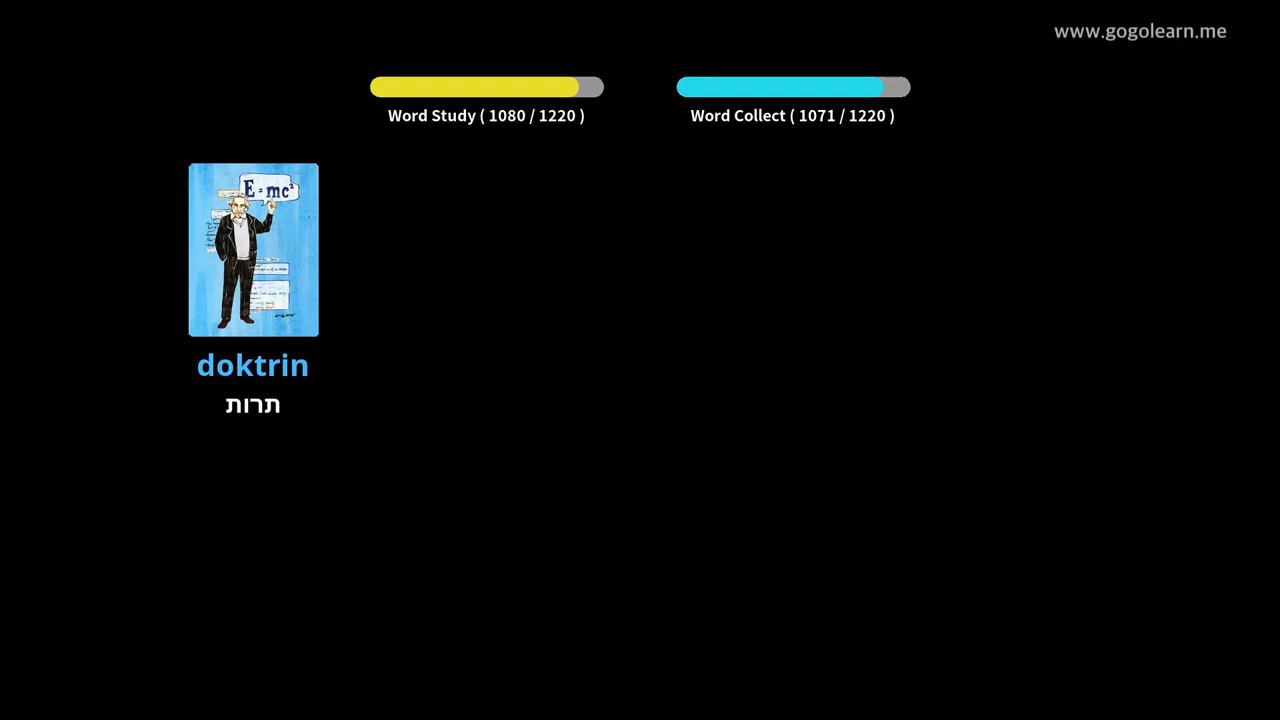 www.gogolearn.me
Word Study ( 1080 / 1220 )
Word Collect ( 1071 / 1220 )
E=mc²
doktrin
תרות